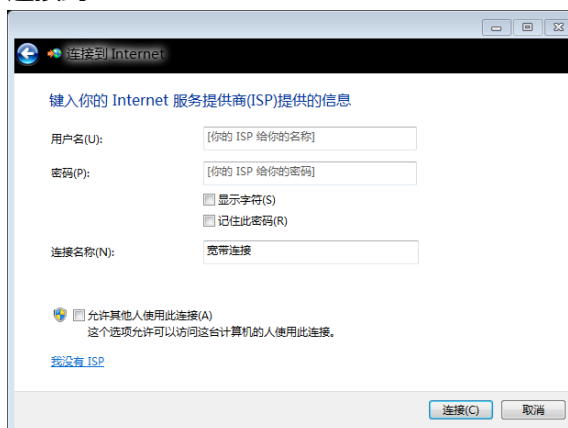 连接到 Internet
键入你的 Internet 服务提供商(ISP)提供的信息
用户名(U):
[你的 ISP 给你的名称]
密码(P):
[你的 ISP 给你的密码]
显示字符(S)
记住此密码(R)
连接名称(N):
宽带连接
允许其他人使用此连接(A)
这个选项允许可以访问这台计算机的人使用此连接。
我没有 ISP
连接(C)
取消